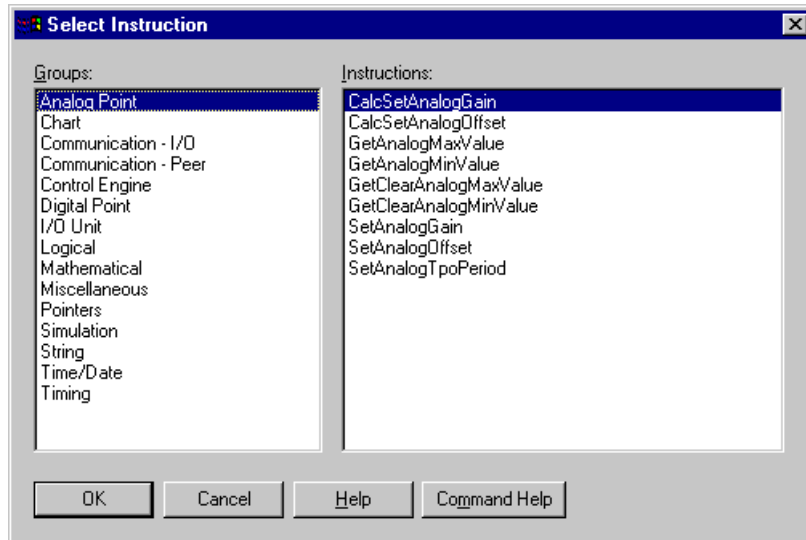 Select Instruction
Groups:
Analog Point
Chart
Communication - I/O
Communication - Peer
Control Engine
Digital Point
I/O Unit
Logical
Mathematical
Miscellaneous
Pointers
Simulation
String
Time/Date
Timing
Instructions:
CalcSetAnalogGain
CalcSetAnalogOffset
GetAnalogMaxValue
GetAnalogMinValue
GetClearAnalogMaxValue
GetClearAnalogMinValue
SetAnalogGain
SetAnalogOffset
SetAnalogTpoPeriod
OK Cancel Help Command Help